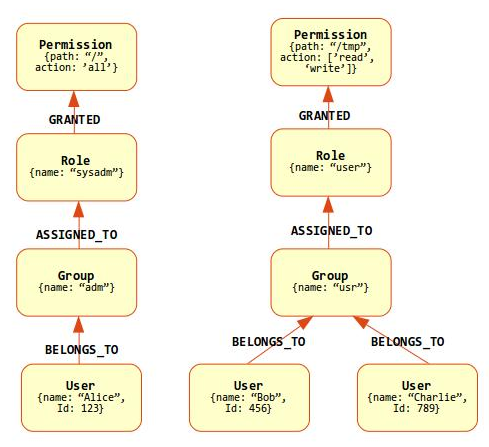 Permission
{path: “/”,
action: ’all’}
Permission
{path: “/tmp”,
action: [’read’,
‘write’]}
GRANTED
GRANTED
Role
{name: “sysadm”}
Role
{name: “user”}
ASSIGNED_TO
ASSIGNED_TO
Group
{name: “adm”}
Group
{name: “usr”}
BELONGS_TO
BELONGS_TO
BELONGS_TO
User
{name: “Alice”,
Id: 123}
User
{name: “Bob”,
Id: 456}
User
{name: “Charlie”,
Id: 789}